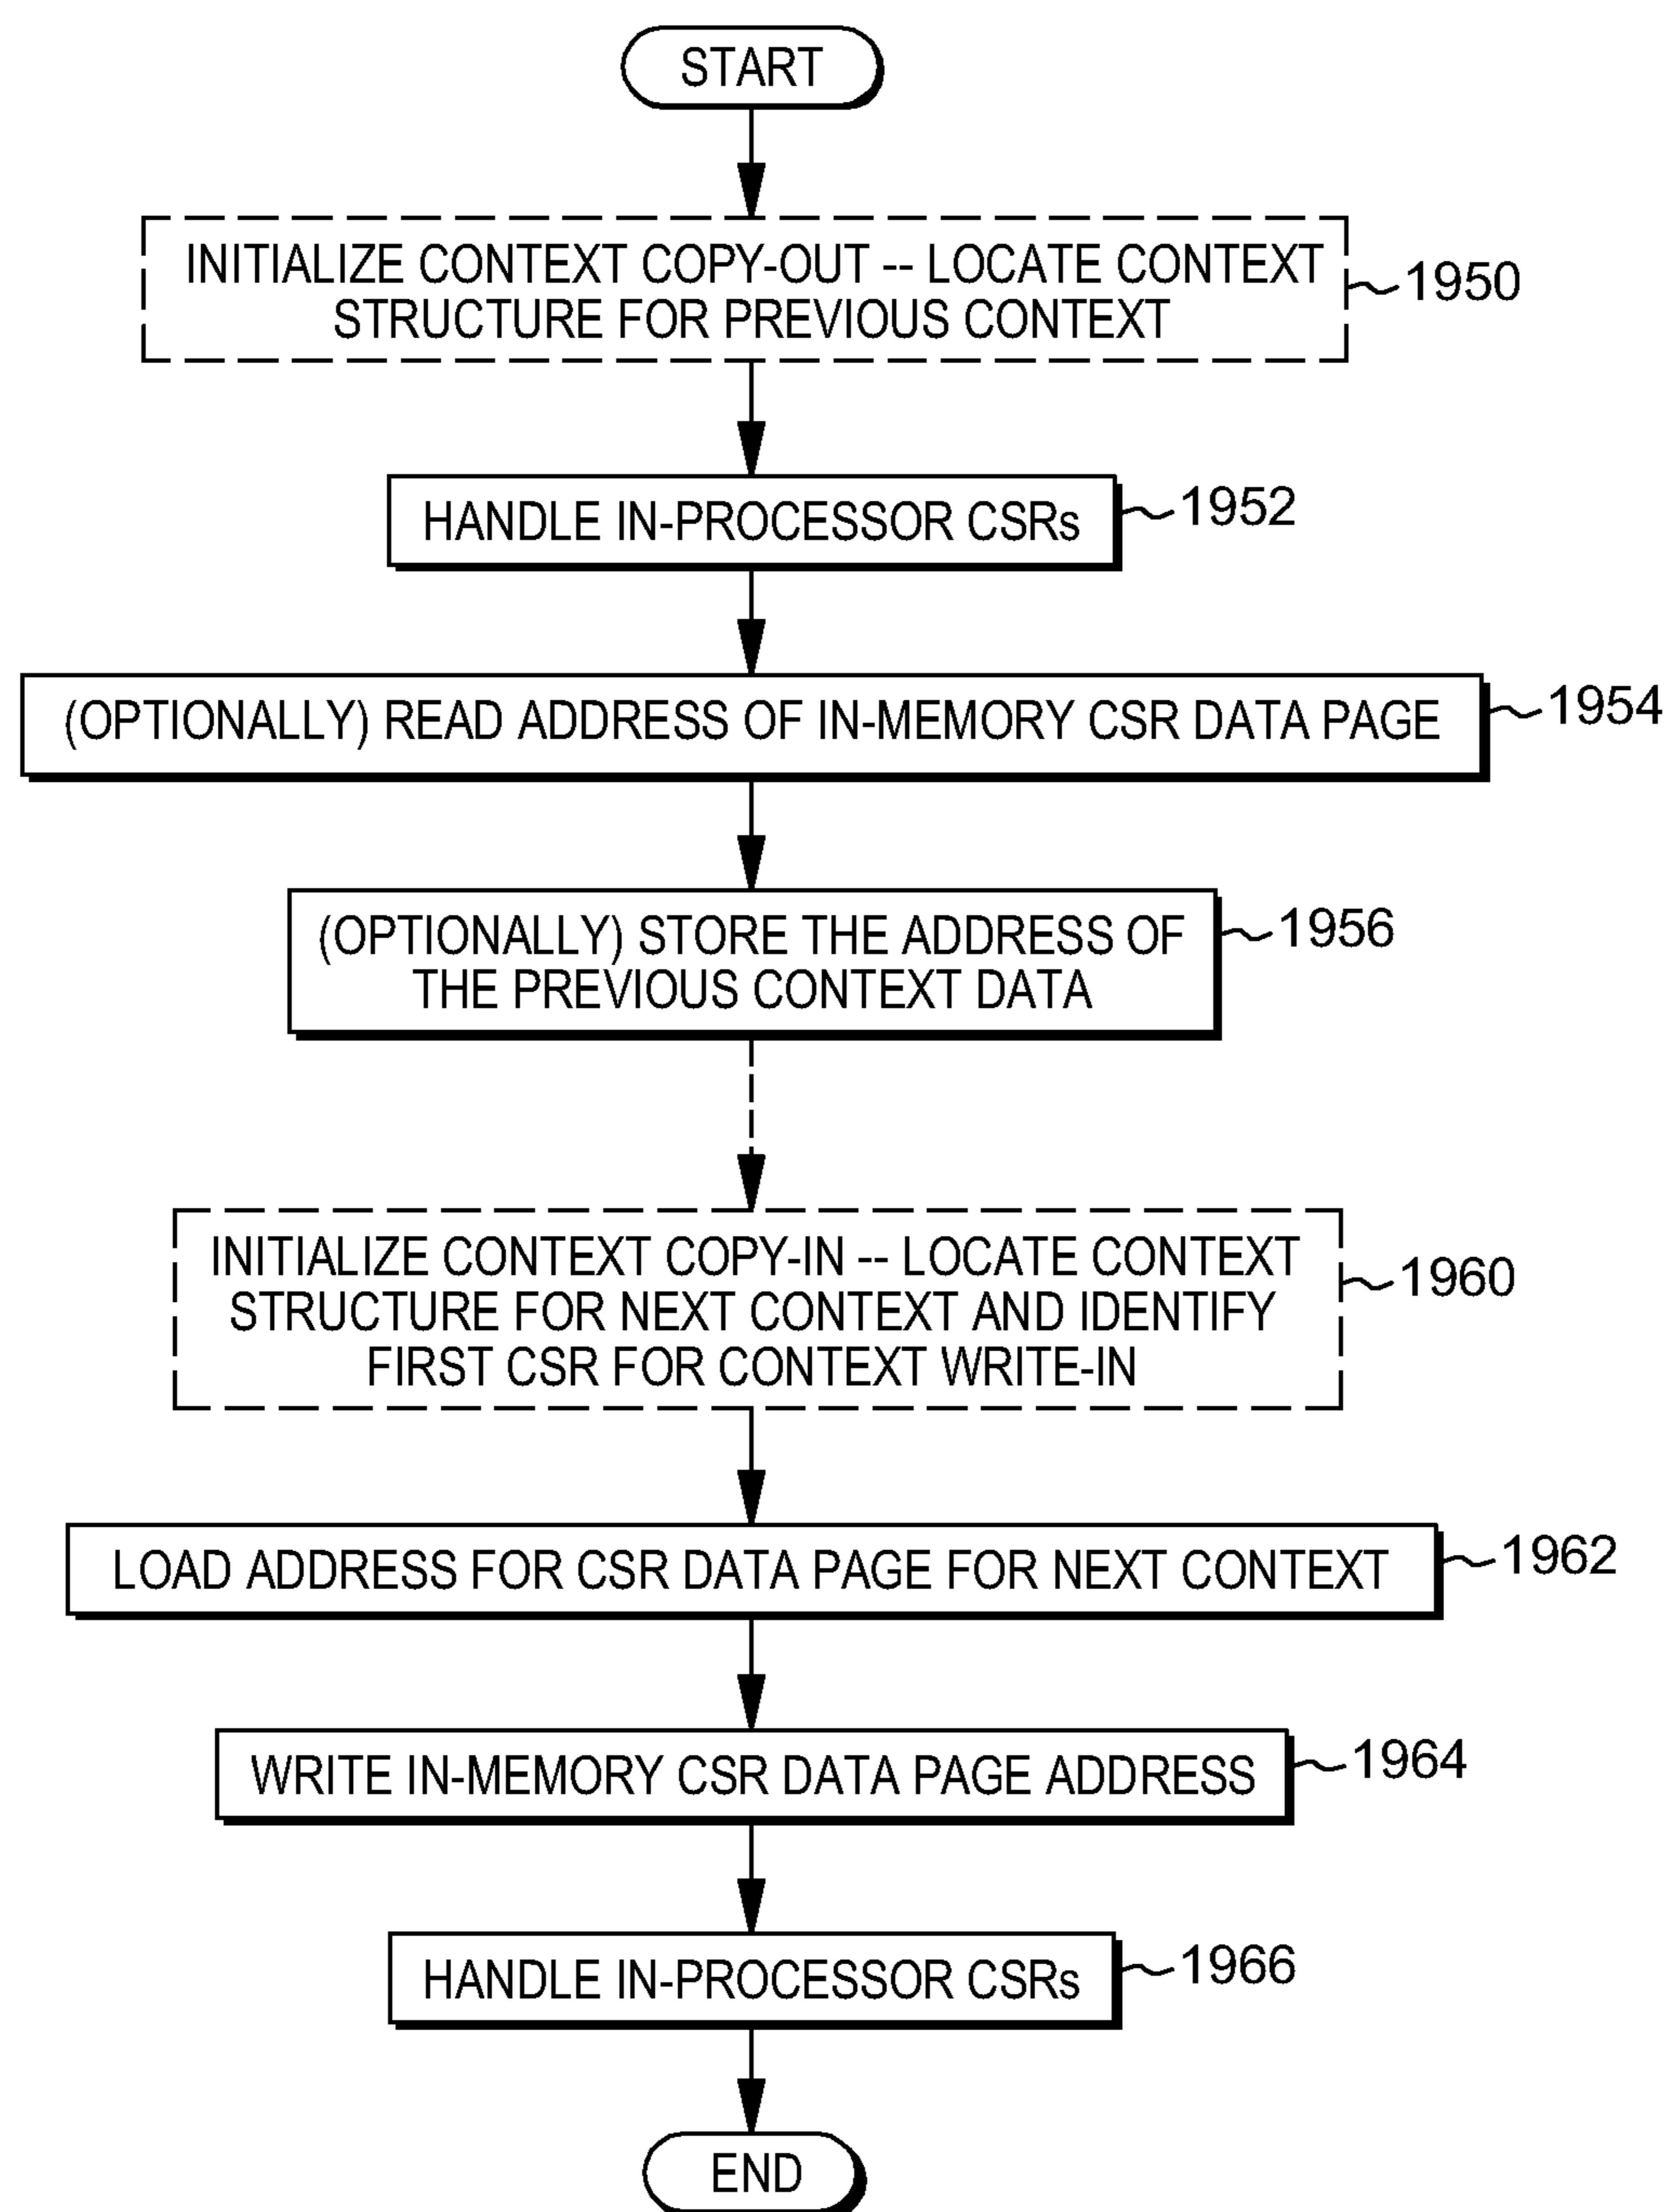 START
INITIALIZE CONTEXT COPY-OUT -- LOCATE CONTEXT
STRUCTURE FOR PREVIOUS CONTEXT
1950
HANDLE IN-PROCESSOR CSRs
1952
(OPTIONALLY) READ ADDRESS OF IN-MEMORY CSR DATA PAGE
1954
(OPTIONALLY) STORE THE ADDRESS OF
THE PREVIOUS CONTEXT DATA
1956
INITIALIZE CONTEXT COPY-IN -- LOCATE CONTEXT
STRUCTURE FOR NEXT CONTEXT AND IDENTIFY
FIRST CSR FOR CONTEXT WRITE-IN
1960
LOAD ADDRESS FOR CSR DATA PAGE FOR NEXT CONTEXT
1962
WRITE IN-MEMORY CSR DATA PAGE ADDRESS
1964
HANDLE IN-PROCESSOR CSRs
1966
END